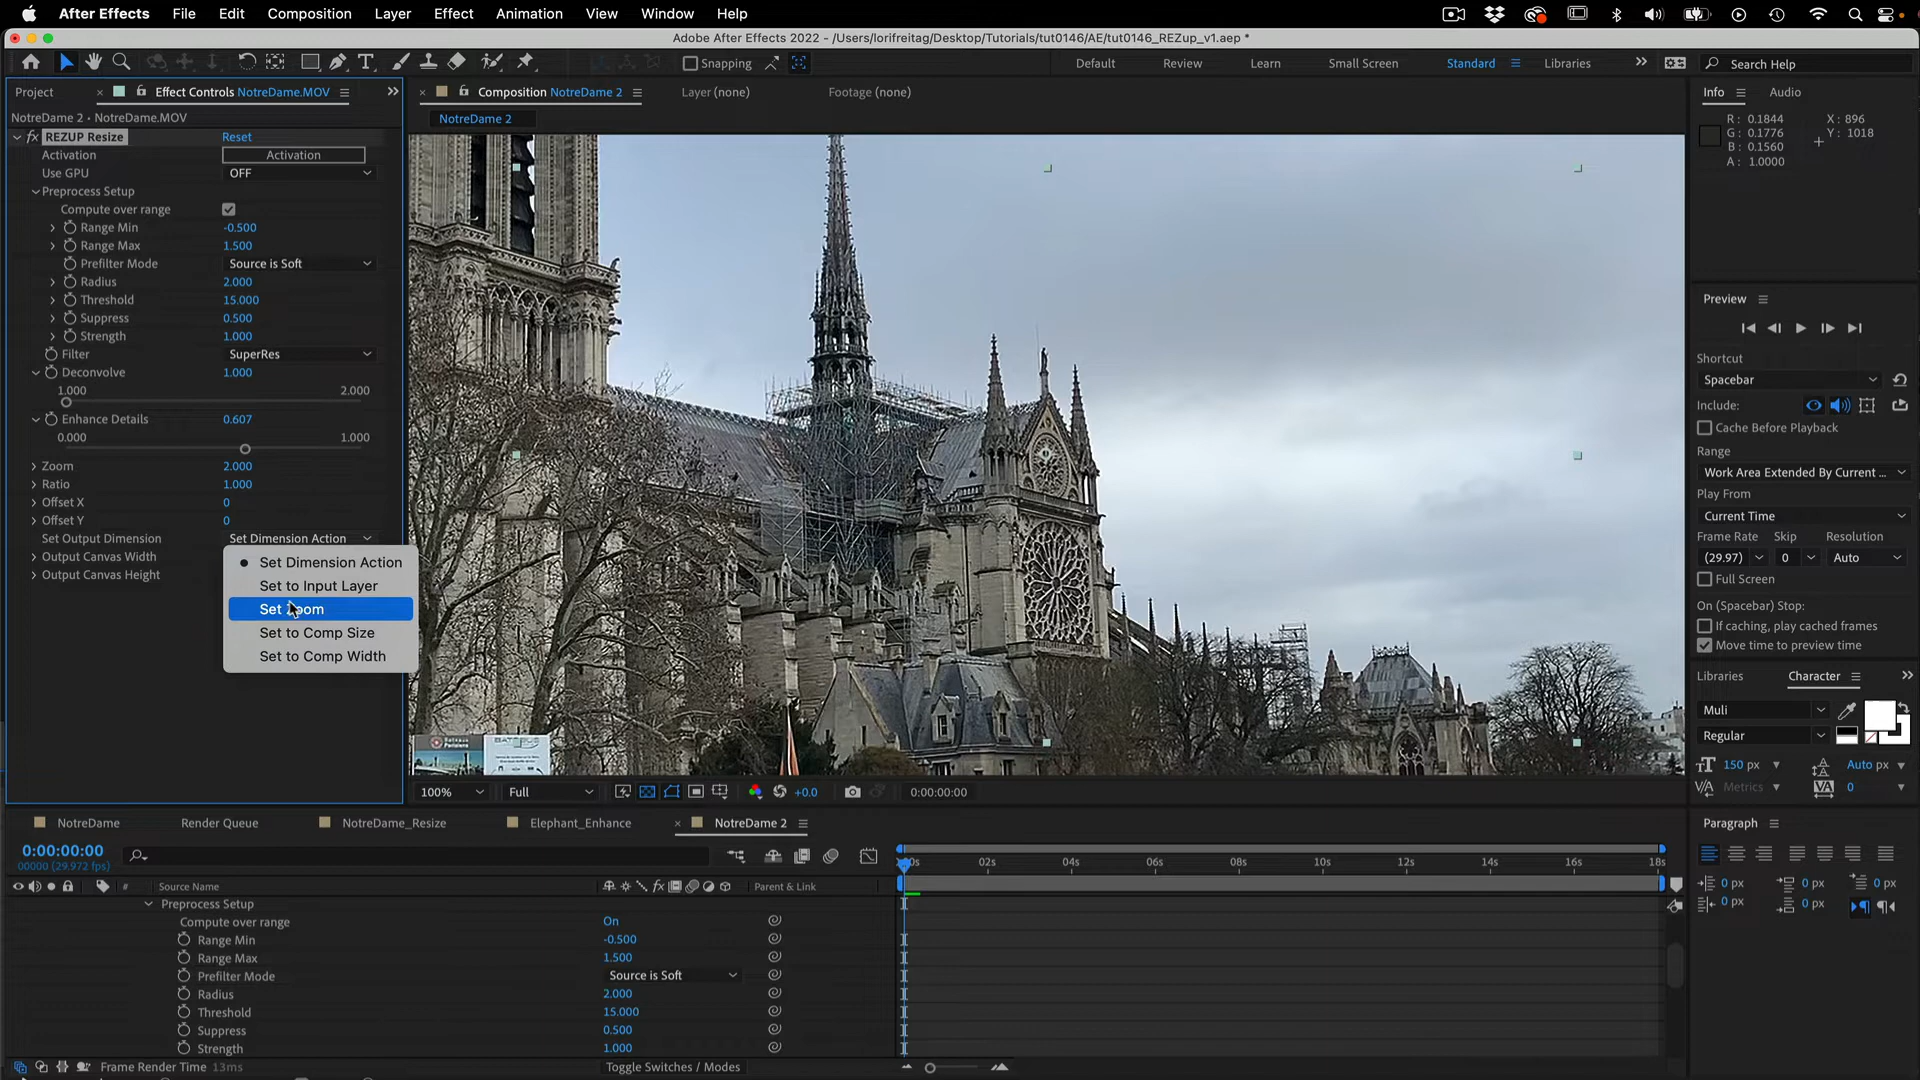 After Effects File Edit Composition Layer Effect Animation View Window Help
Adobe After Effects 2022 - /Users/lorifreitag/Desktop/Tutorials/tut0146/AE/tut0146_REZup_v1.aep *
Snapping Default Review Learn Small Screen Standard Libraries Search Help
Project Effect Controls NotreDame.MOV
NotreDame 2 • NotreDame.MOV
fx REZUP Resize Reset
Activation Activation
Use GPU OFF
Preprocess Setup
Compute over range
Range Min -0.500
Range Max 1.500
Prefilter Mode Source is Soft
Radius 2.000
Threshold 15.000
Suppress 0.500
Strength 1.000
Filter SuperRes
Deconvolve 1.000
1.000 2.000
Enhance Details 0.607
0.000 1.000
Zoom 2.000
Ratio 1.000
Offset X 0
Offset Y 0
Set Output Dimension Set Dimension Action
Output Canvas Width
Output Canvas Height
Set Dimension Action
Set to Input Layer
Set Zoom
Set to Comp Size
Set to Comp Width
Composition NotreDame 2 Layer (none) Footage (none)
NotreDame 2
100% Full +0.0 0:00:00:00
Info Audio
R : 0.1844 X : 896
G : 0.1776 Y : 1018
B : 0.1560
A : 1.0000
Preview
Shortcut
Spacebar
Include:
Cache Before Playback
Range
Work Area Extended By Current ...
Play From
Current Time
Frame Rate Skip Resolution
(29.97) 0 Auto
Full Screen
On (Spacebar) Stop:
If caching, play cached frames
Move time to preview time
Libraries Character
Muli
Regular
150 px Auto px
Metrics 0
Paragraph
0 px 0 px 0 px
0 px 0 px
NotreDame Render Queue NotreDame_Resize Elephant_Enhance NotreDame 2
0:00:00:00
00000 (29.972 fps)
02s 04s 06s 08s 10s 12s 14s 16s 18s
# Source Name fx Parent & Link
Preprocess Setup
Compute over range On
Range Min -0.500
Range Max 1.500
Prefilter Mode Source is Soft
Radius 2.000
Threshold 15.000
Suppress 0.500
Strength 1.000
Frame Render Time 13ms Toggle Switches / Modes